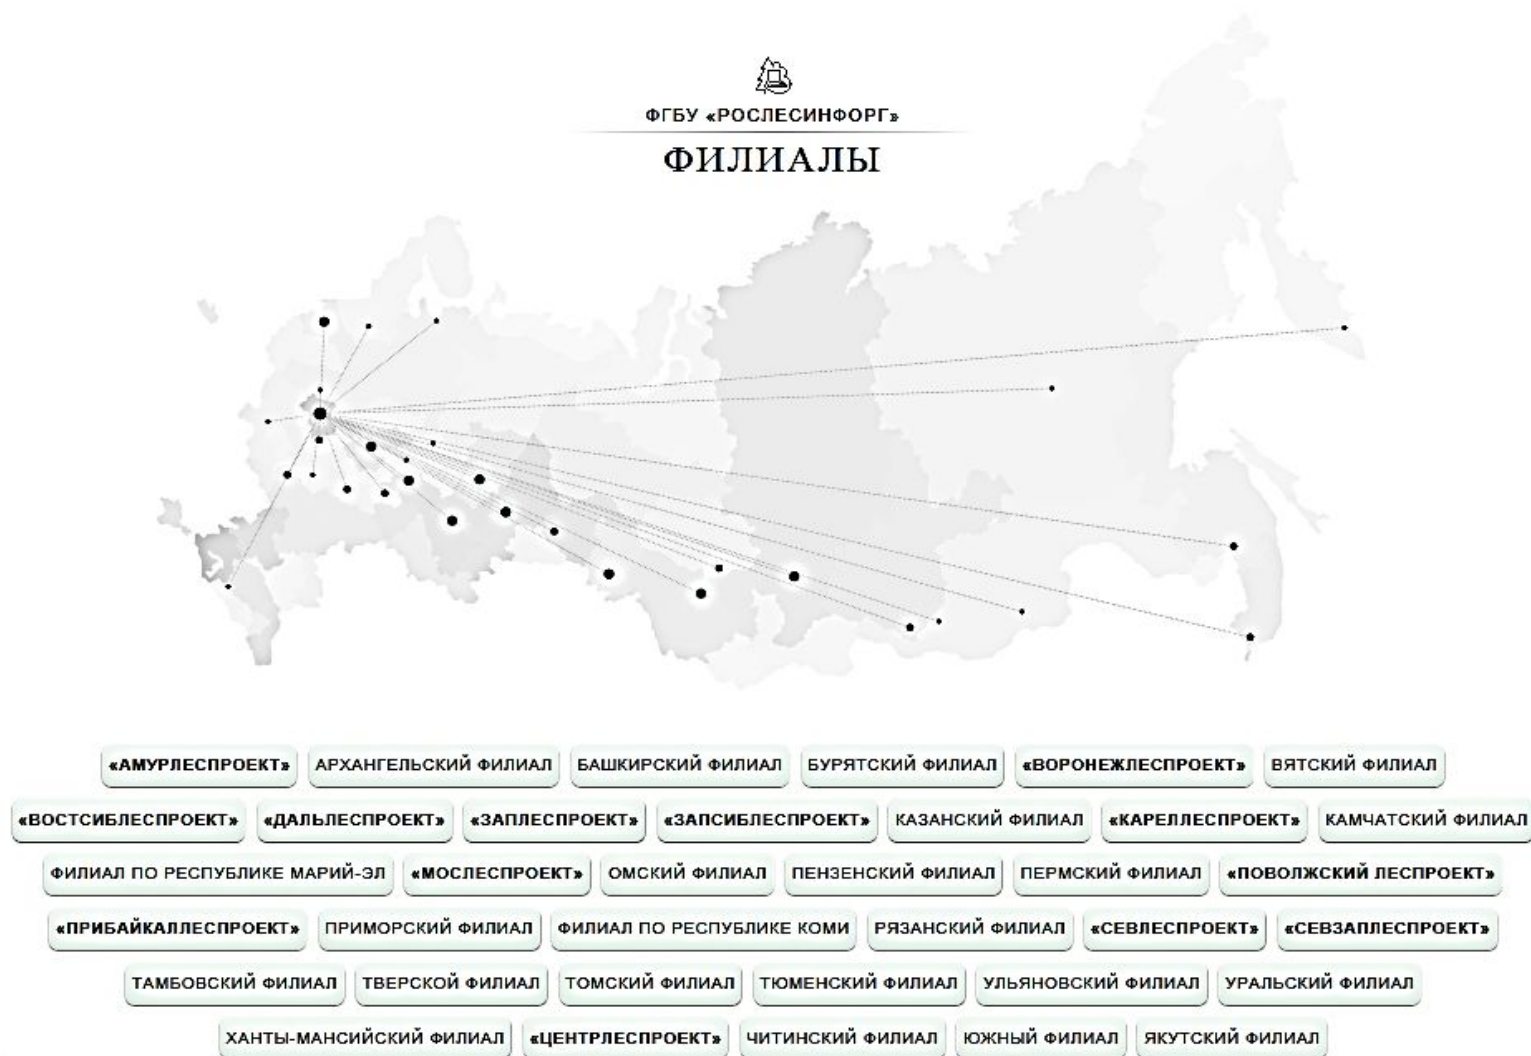 ФГБУ «РОСЛЕСИНФОРГ»
ФИЛИАЛЫ
«АМУРЛЕСПРОЕКТ» АРХАНГЕЛЬСКИЙ ФИЛИАЛ БАШКИРСКИЙ ФИЛИАЛ БУРЯТСКИЙ ФИЛИАЛ «ВОРОНЕЖЛЕСПРОЕКТ» ВЯТСКИЙ ФИЛИАЛ
«ВОСТСИБЛЕСПРОЕКТ» «ДАЛЬЛЕСПРОЕКТ» «ЗАПЛЕСПРОЕКТ» «ЗАПСИБЛЕСПРОЕКТ» КАЗАНСКИЙ ФИЛИАЛ «КАРЕЛЛЕСПРОЕКТ» КАМЧАТСКИЙ ФИЛИАЛ
ФИЛИАЛ ПО РЕСПУБЛИКЕ МАРИЙ-ЭЛ «МОСЛЕСПРОЕКТ» ОМСКИЙ ФИЛИАЛ ПЕНЗЕНСКИЙ ФИЛИАЛ ПЕРМСКИЙ ФИЛИАЛ «ПОВОЛЖСКИЙ ЛЕСПРОЕКТ»
«ПРИБАЙКАЛЛЕСПРОЕКТ» ПРИМОРСКИЙ ФИЛИАЛ ФИЛИАЛ ПО РЕСПУБЛИКЕ КОМИ РЯЗАНСКИЙ ФИЛИАЛ «СЕВЛЕСПРОЕКТ» «СЕВЗАПЛЕСПРОЕКТ»
ТАМБОВСКИЙ ФИЛИАЛ ТВЕРСКОЙ ФИЛИАЛ ТОМСКИЙ ФИЛИАЛ ТЮМЕНСКИЙ ФИЛИАЛ УЛЬЯНОВСКИЙ ФИЛИАЛ УРАЛЬСКИЙ ФИЛИАЛ
ХАНТЫ-МАНСИЙСКИЙ ФИЛИАЛ «ЦЕНТРЛЕСПРОЕКТ» ЧИТИНСКИЙ ФИЛИАЛ ЮЖНЫЙ ФИЛИАЛ ЯКУТСКИЙ ФИЛИАЛ